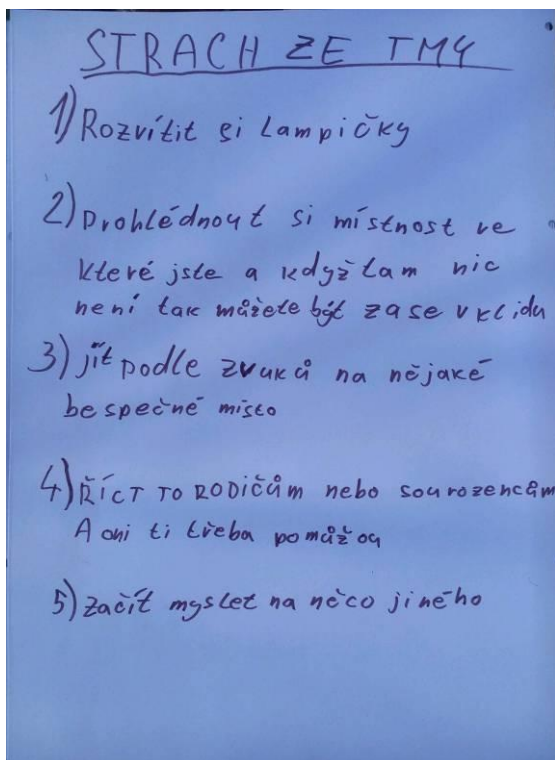 STRACH ZE TMY
1) Rozvítit si Lampičky
2) Prohlédnout si místnost ve
které jste a když tam nic
není tak můžete být zase v klidu
3) jít podle zvuků na nějaké
bespečné místo
4) ŘÍCT TO RODIČům nebo sourozencům
A oni ti třeba pomůžou
5) začít myslet na něco jiného